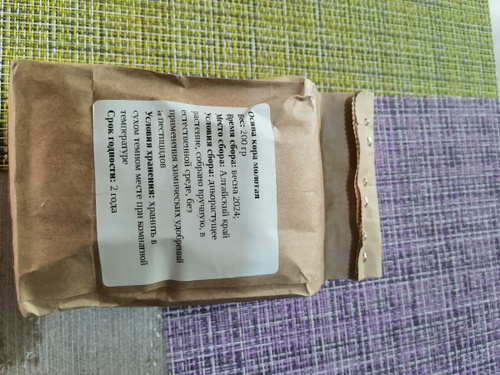 Осина кора молотая
Вес: 200 гр
Время сбора: весна 2024;
Место сбора: Алтайский край
Условия сбора: дикорастущее
растение, собрано вручную, в
естественной среде, без
применения химических удобрений
и пестицидов
Условия хранения: хранить в
сухом темном месте при комнатной
температуре
Срок годности: 2 года